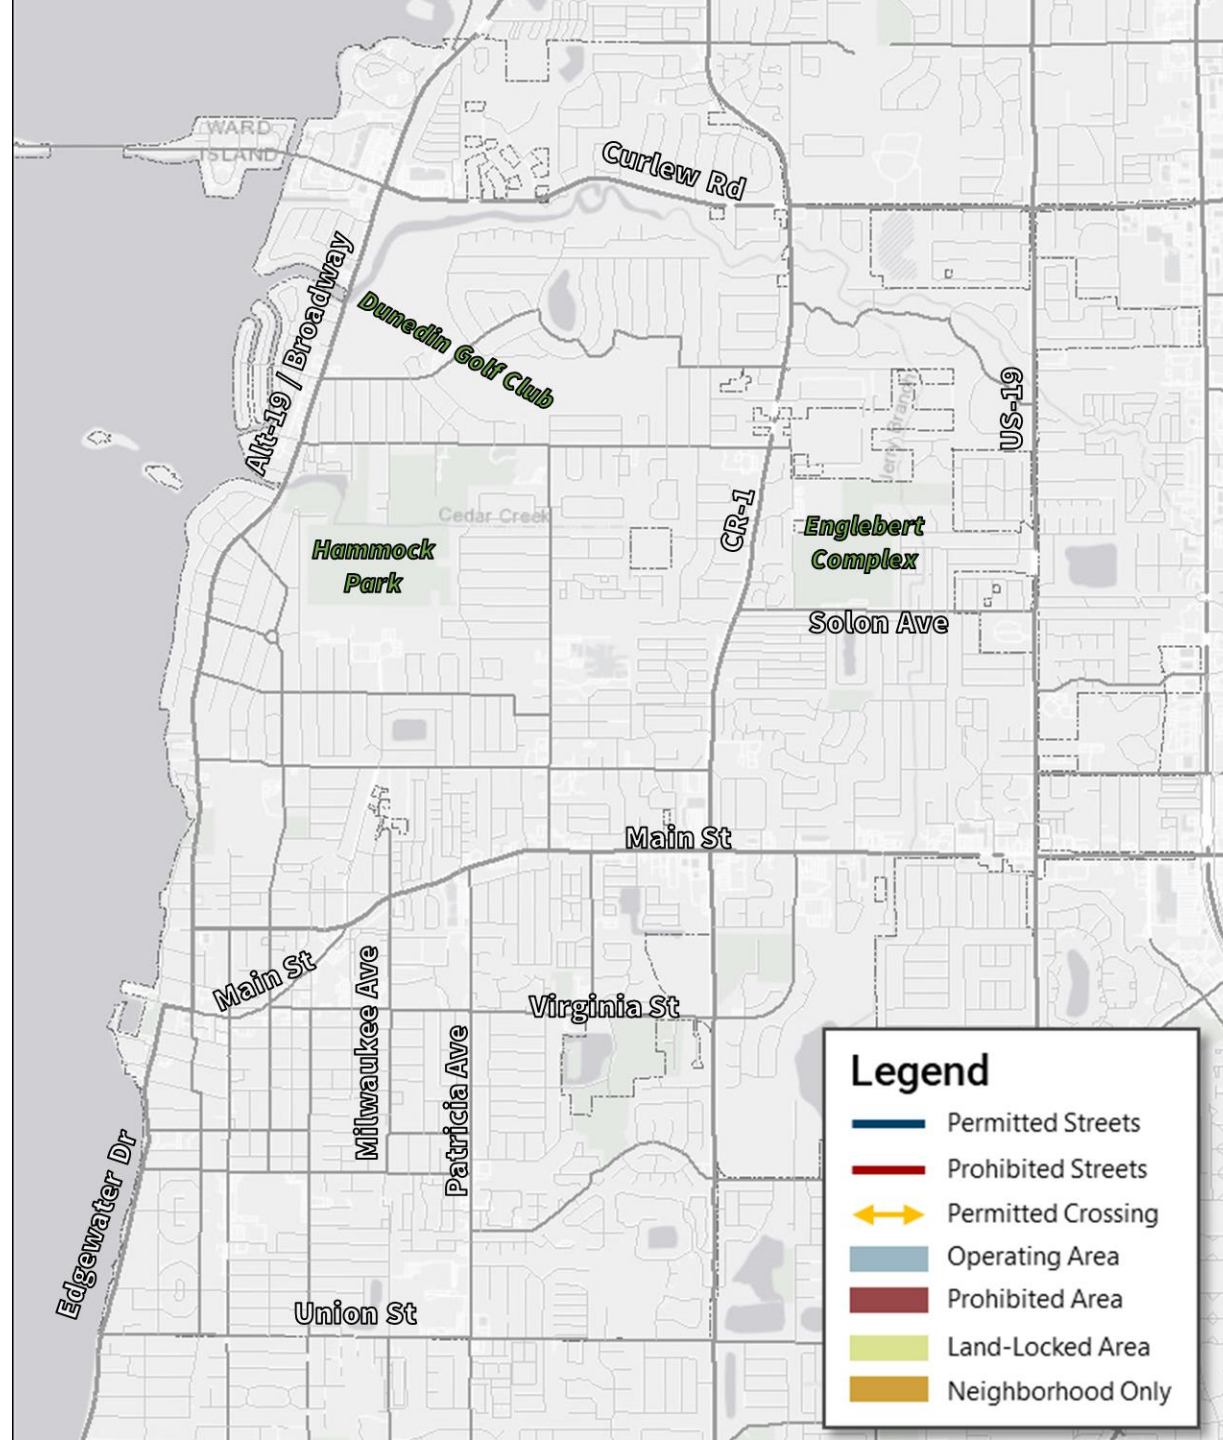 WARD
ISLAND
Curlew Rd
Alt-19 / Broadway
Dunedin Golf Club
US-19
Jerry Branch
CR-1
Cedar Creek
Englebert
Complex
Hammock
Park
Solon Ave
Main St
Main St
Milwaukee Ave
Virginia St
Patricia Ave
Edgewater Dr
Union St
Legend
Permitted Streets
Prohibited Streets
Permitted Crossing
Operating Area
Prohibited Area
Land-Locked Area
Neighborhood Only